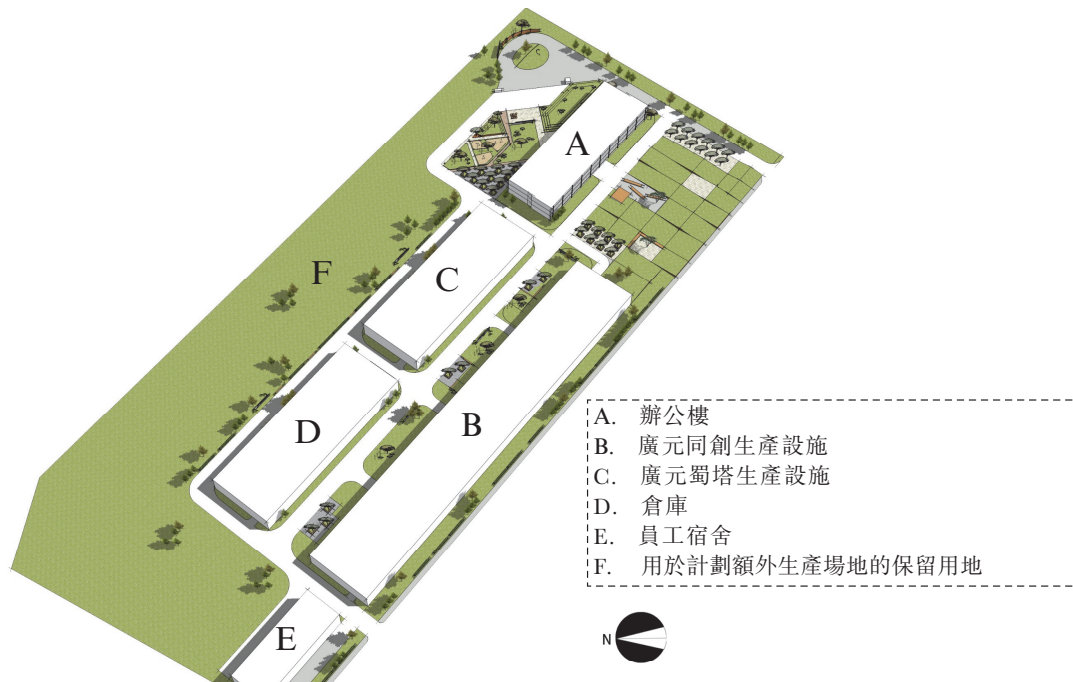 A
F
C
D
B
E
A. 辦公樓
B. 廣元同創生產設施
C. 廣元蜀塔生產設施
D. 倉庫
E. 員工宿舍
F. 用於計劃額外生產場地的保留用地
N